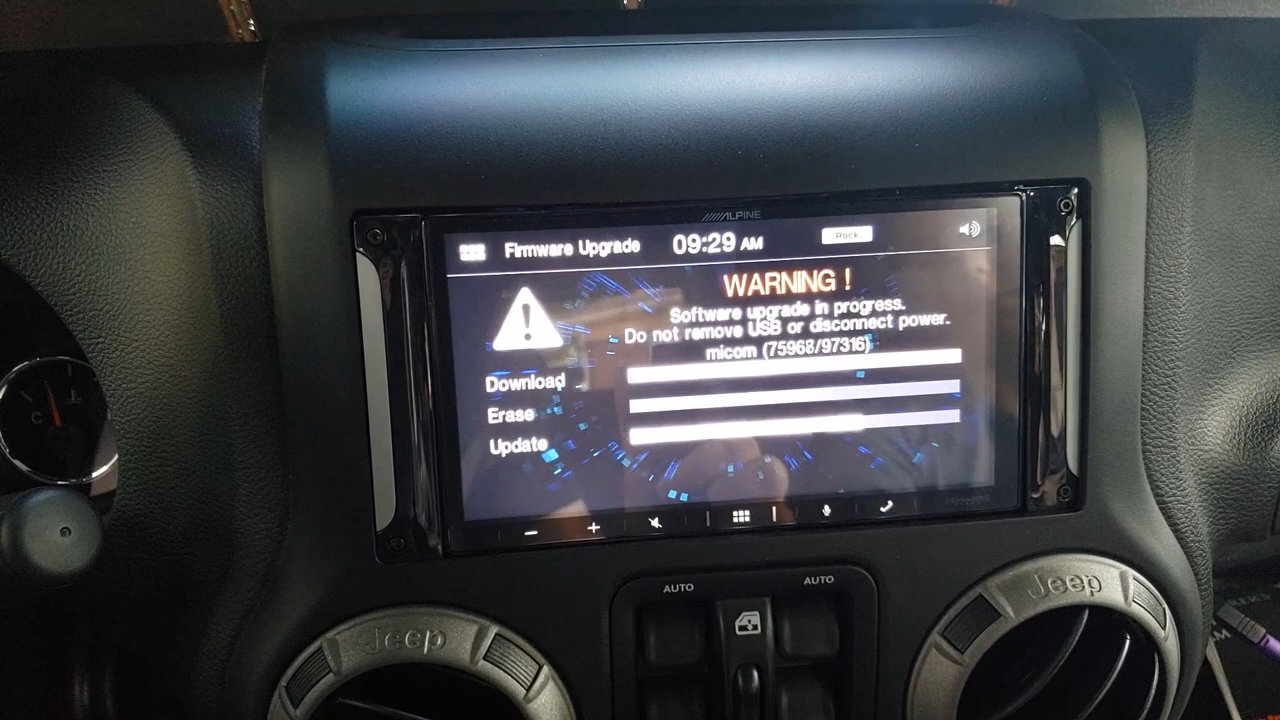 ALPINE
Firmware Upgrade 09:29 AM Rock
WARNING !
Software upgrade in progress.
Do not remove USB or disconnect power.
micom (75968/97316)
Download
Erase
Update
AUTO AUTO
Jeep Jeep
C